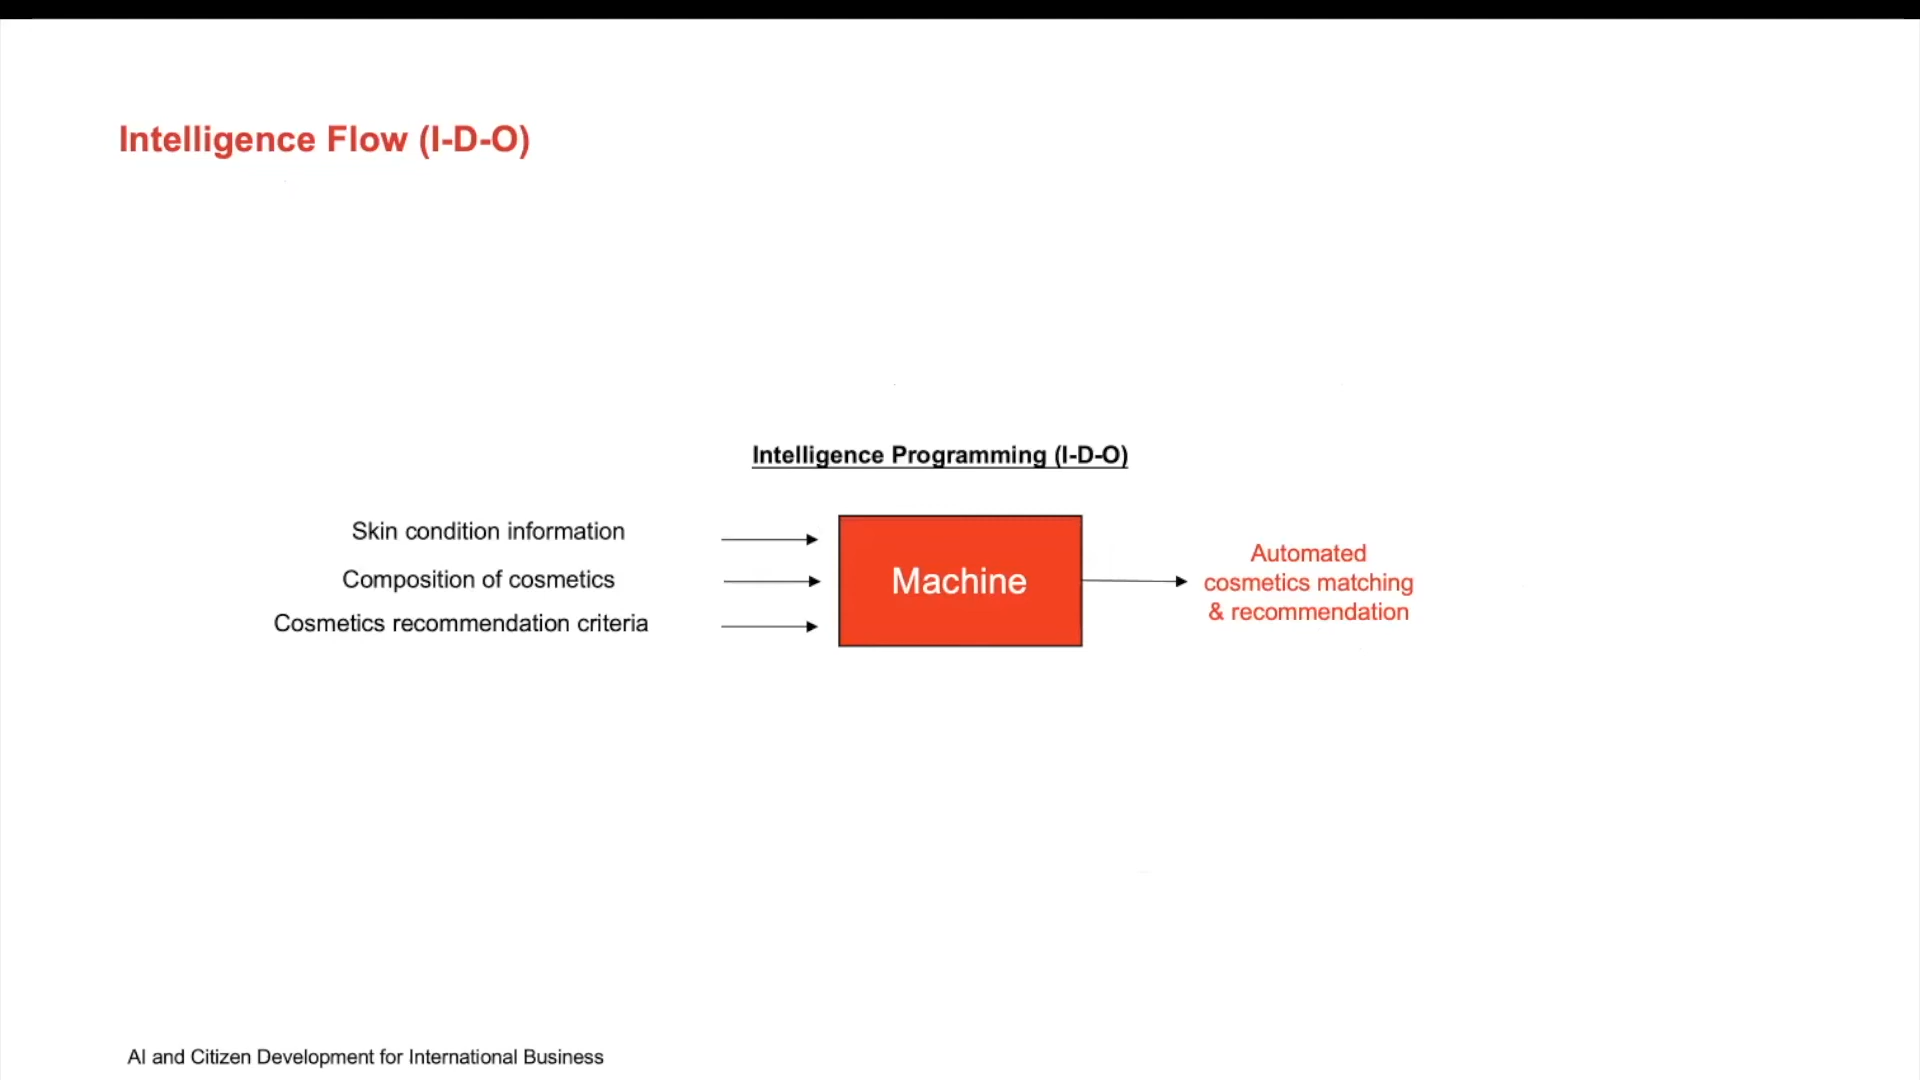 Intelligence Flow (I-D-O)
Intelligence Programming (I-D-O)
Skin condition information
Composition of cosmetics
Cosmetics recommendation criteria
Machine
Automated
cosmetics matching
& recommendation
AI and Citizen Development for International Business